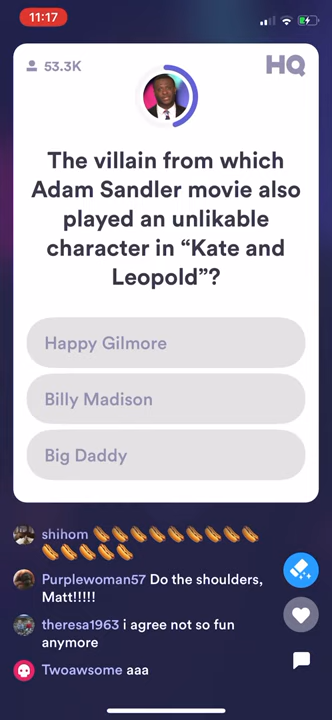 11:17
53.3K
HQ
The villain from which
Adam Sandler movie also
played an unlikable
character in “Kate and
Leopold”?
Happy Gilmore
Billy Madison
Big Daddy
shihom 🌭🌭🌭🌭🌭🌭🌭🌭🌭
🌭🌭🌭🌭🌭
Purplewoman57 Do the shoulders,
Matt!!!!!
theresa1963 i agree not so fun
anymore
Twoawsome aaa